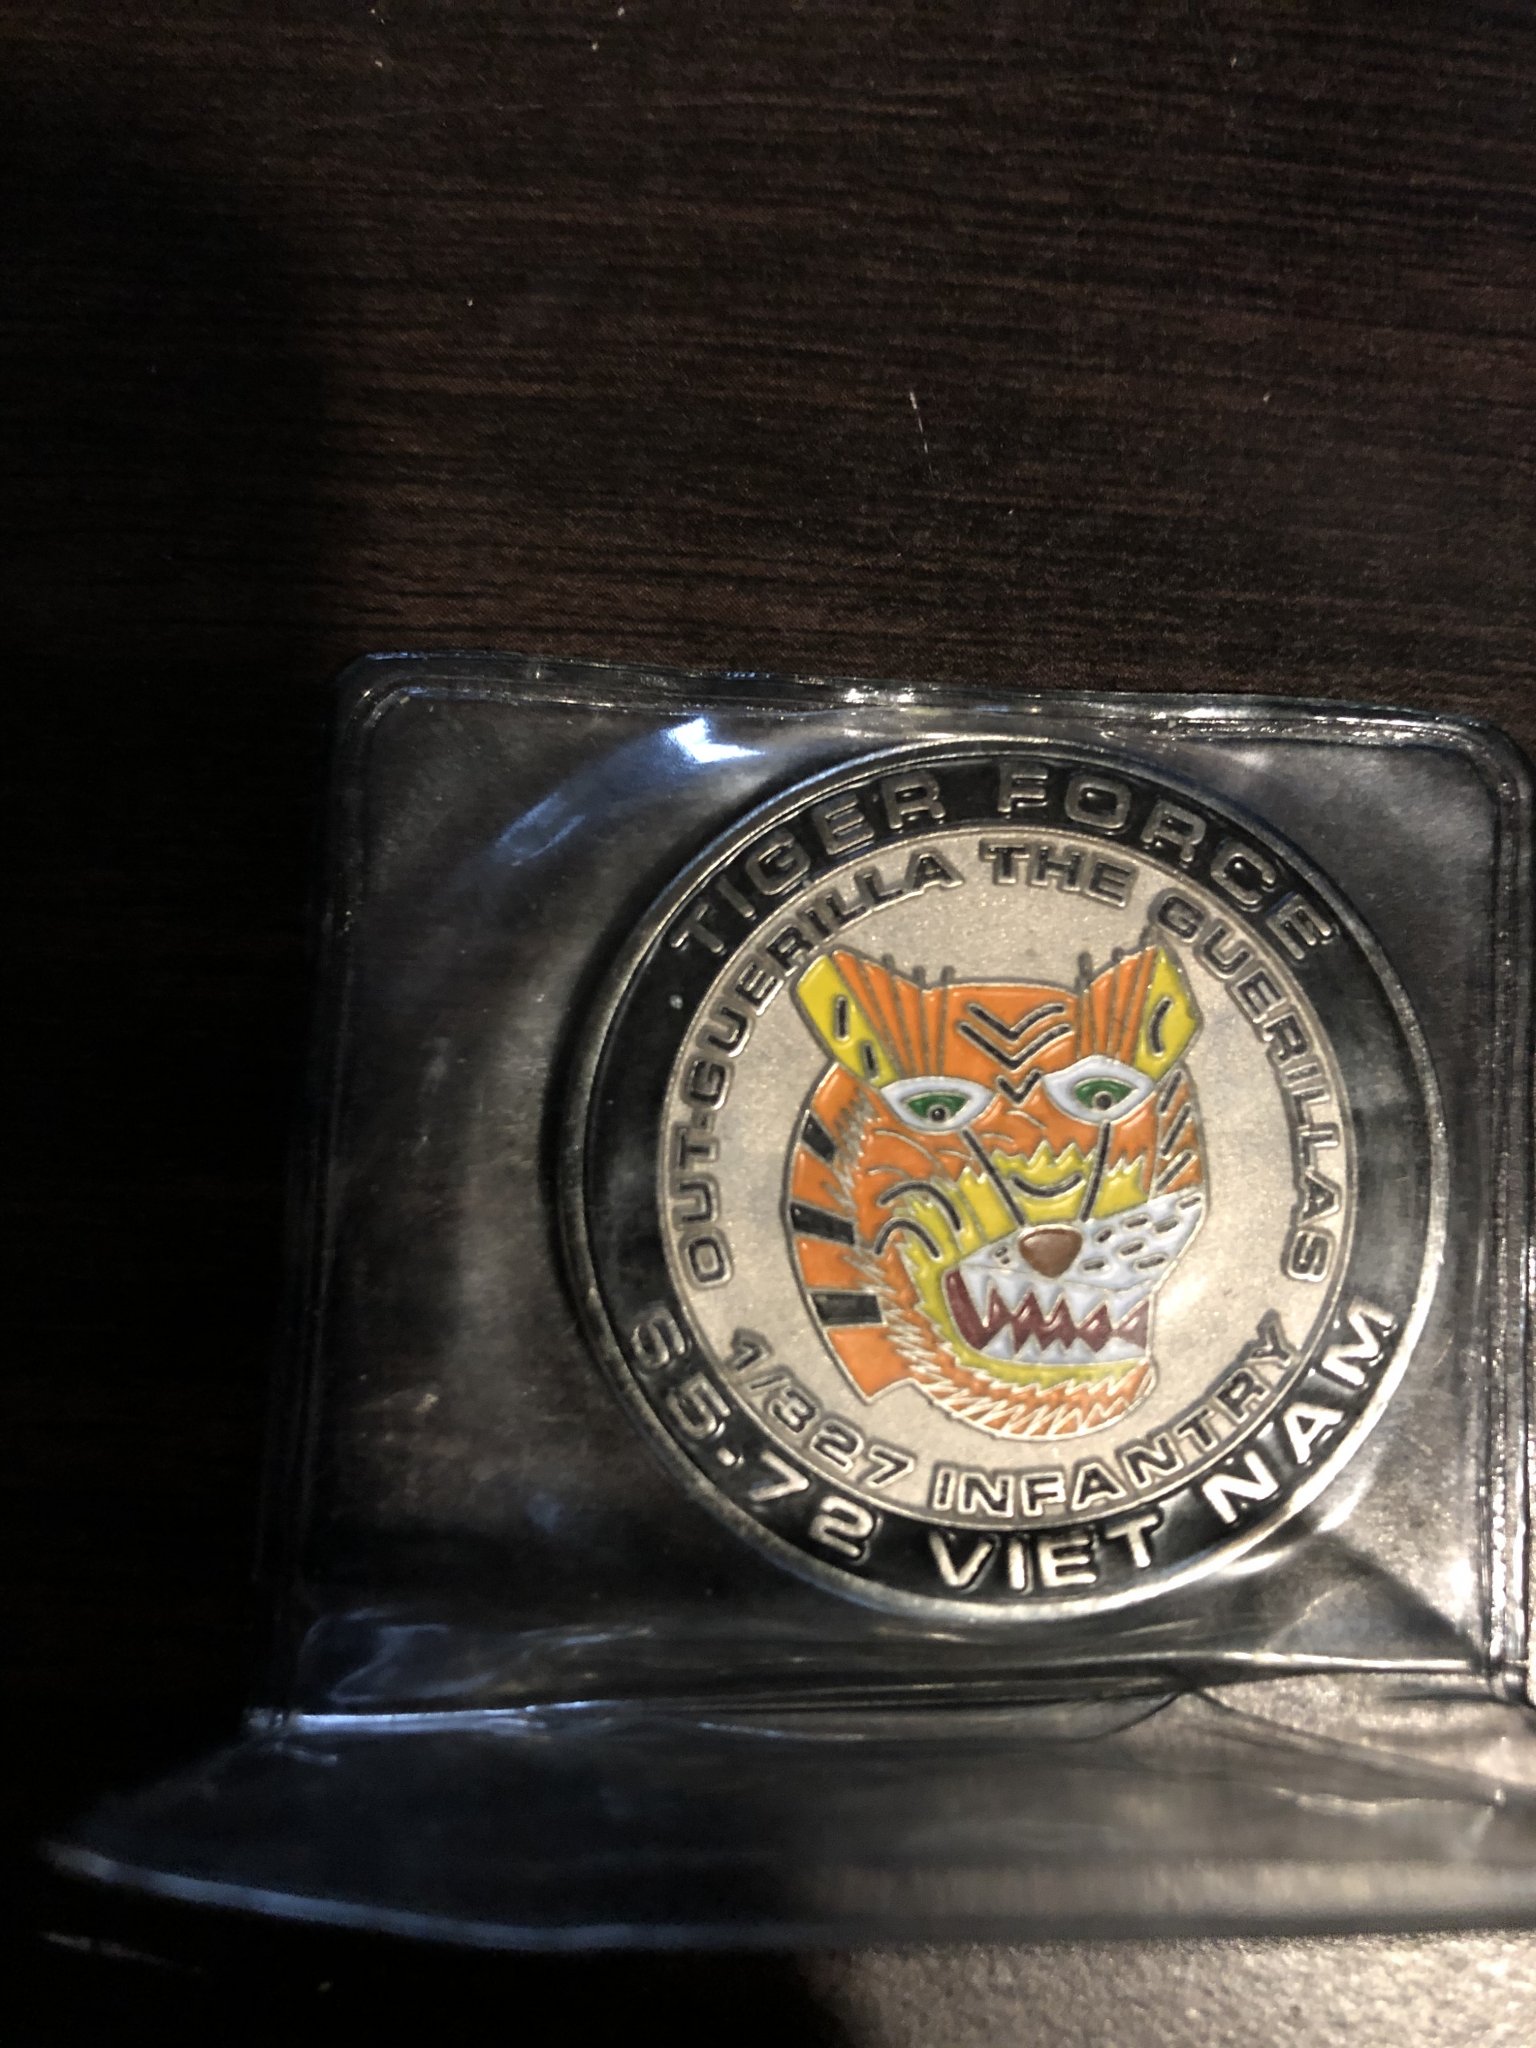 TIGER FORCE
OUT-GUERILLA THE GUERILLAS
1/327 INFANTRY
65-72 VIET NAM